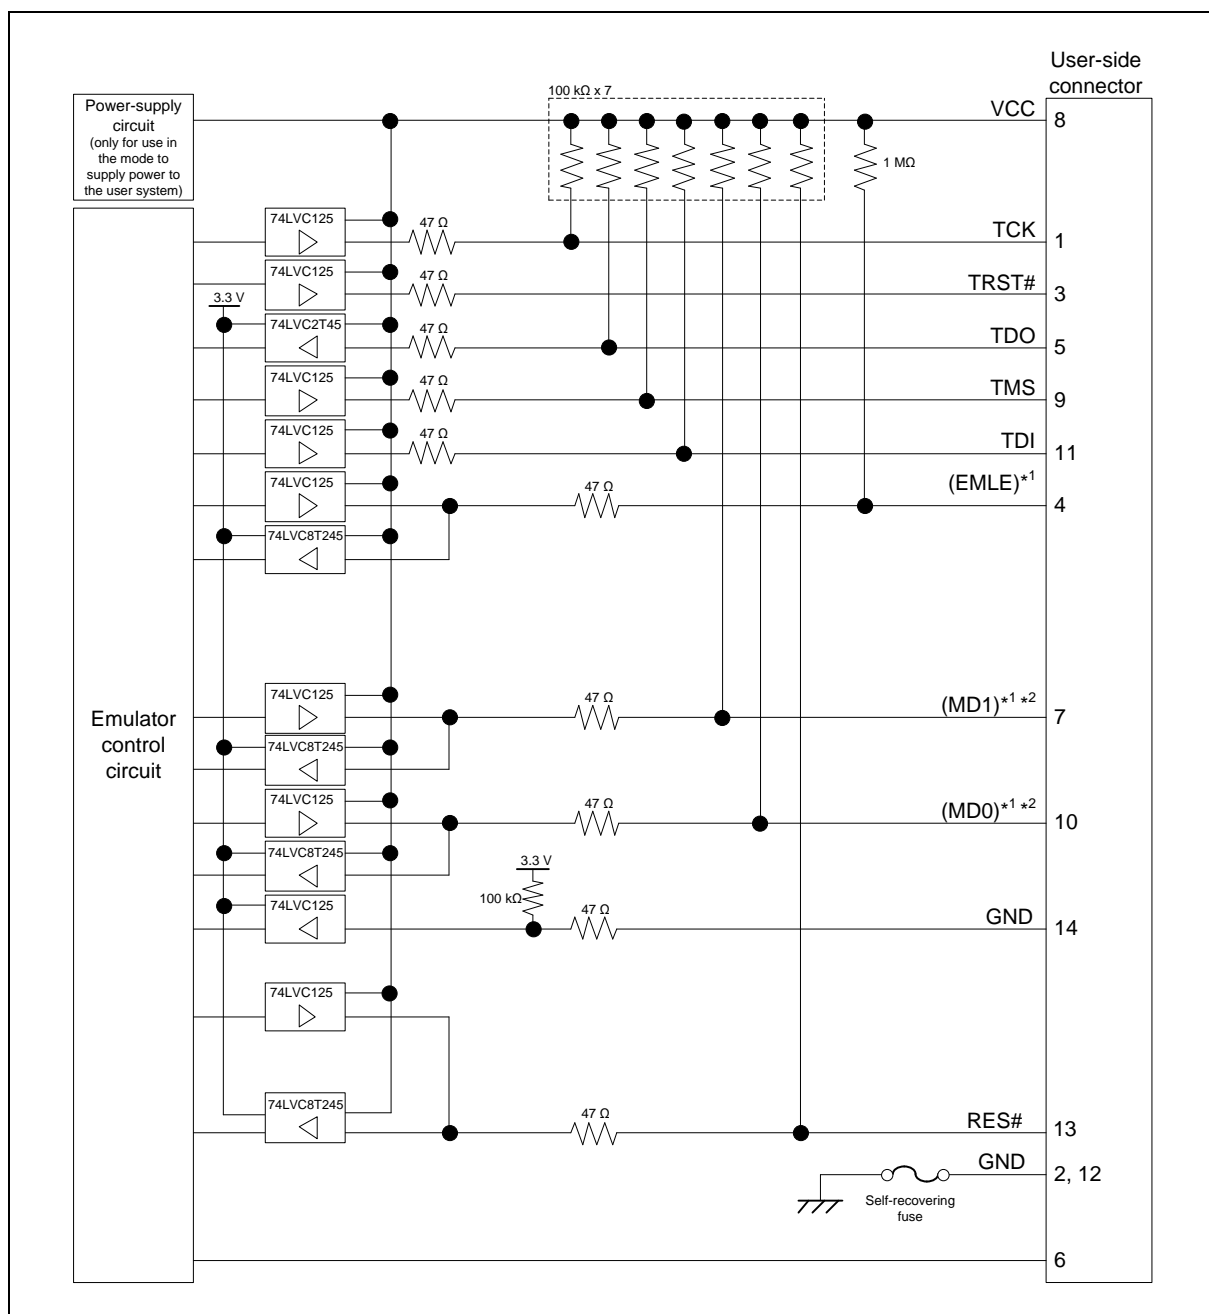 User-side
connector
Power-supply
circuit
(only for use in
the mode to
supply power to
the user system)
100 kΩ x 7
VCC
8
1 MΩ
74LVC125
47 Ω
TCK
1
74LVC125
47 Ω
TRST#
3
3.3 V
74LVC2T45
47 Ω
TDO
5
74LVC125
47 Ω
TMS
9
74LVC125
47 Ω
TDI
11
74LVC125
47 Ω
(EMLE)*1
4
74LVC8T245
Emulator
control
circuit
74LVC125
47 Ω
(MD1)*1 *2
7
74LVC8T245
74LVC125
47 Ω
(MD0)*1 *2
10
74LVC8T245
3.3 V
100 kΩ
74LVC125
47 Ω
GND
14
74LVC125
74LVC8T245
47 Ω
RES#
13
GND
2, 12
Self-recovering
fuse
6